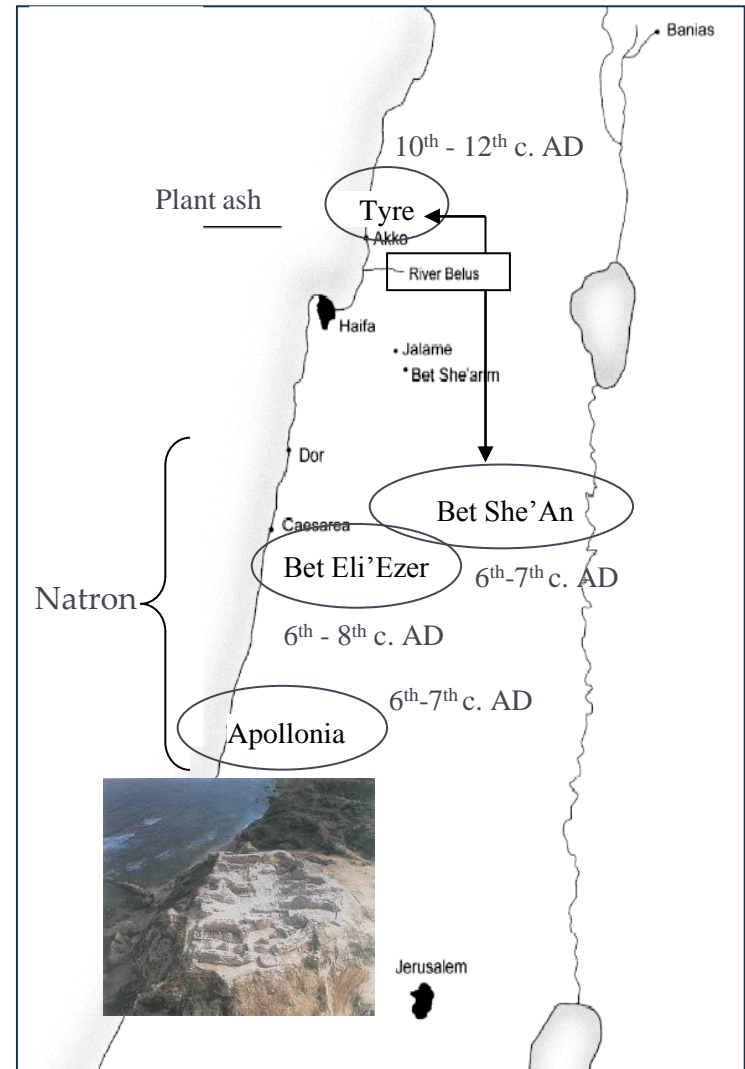 Banias
10th - 12th c. AD
Plant ash
Tyre
Akko
River Belus
Haifa
Jalame
Bet She'arim
Dor
Bet She’An
Caesarea
Bet Eli’Ezer
6th-7th c. AD
Natron
6th - 8th c. AD
6th-7th c. AD
Apollonia
Jerusalem